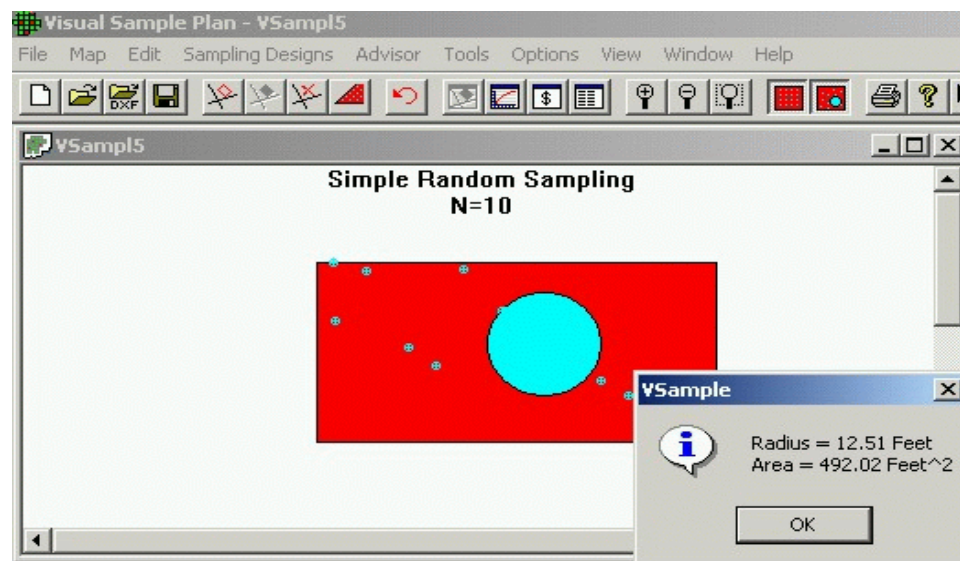 Visual Sample Plan - VSampl5
File Map Edit Sampling Designs Advisor Tools Options View Window Help
DXF
$
?
VSampl5
Simple Random Sampling
N=10
VSample
Radius = 12.51 Feet
Area = 492.02 Feet^2
OK